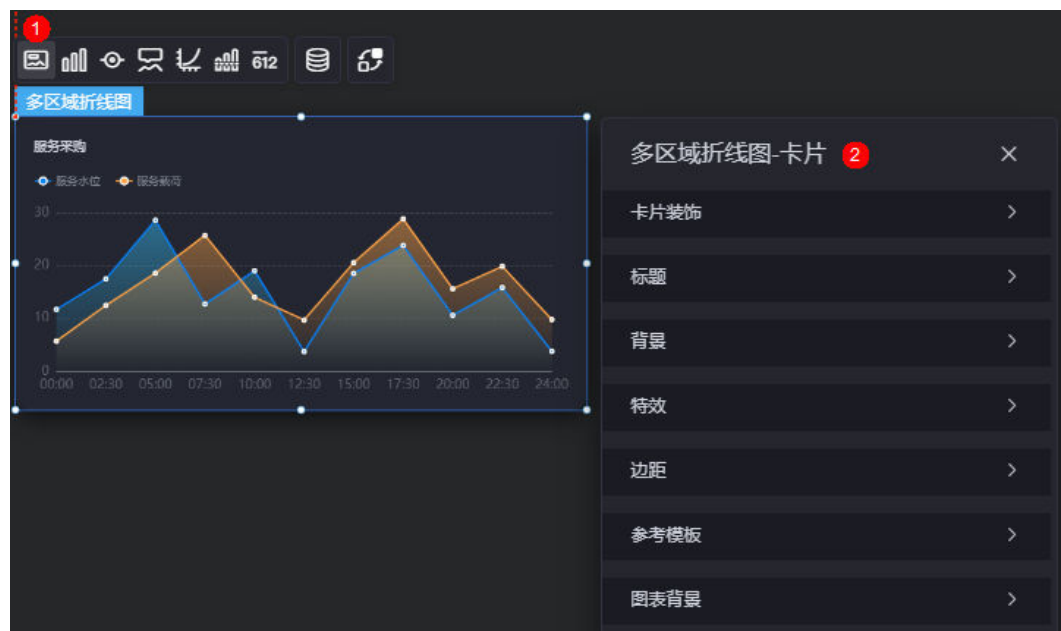 1
612
多区域折线图
服务采购
服务水位 服务负荷
30
20
10
0
00:00 02:30 05:00 07:30 10:00 12:30 15:00 17:30 20:00 22:30 24:00
多区域折线图-卡片 2
卡片装饰
标题
背景
特效
边距
参考模板
图表背景